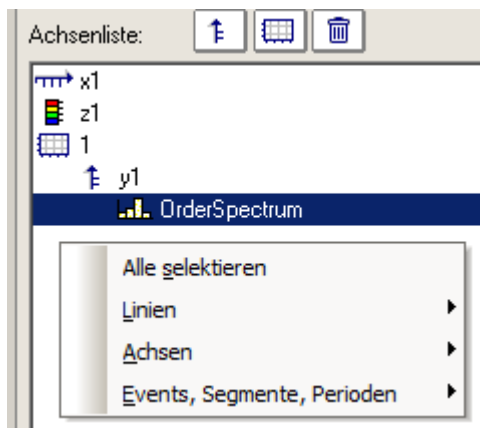 Achsenliste:
x1
z1
1
y1
OrderSpectrum
Alle selektieren
Linien
Achsen
Events, Segmente, Perioden